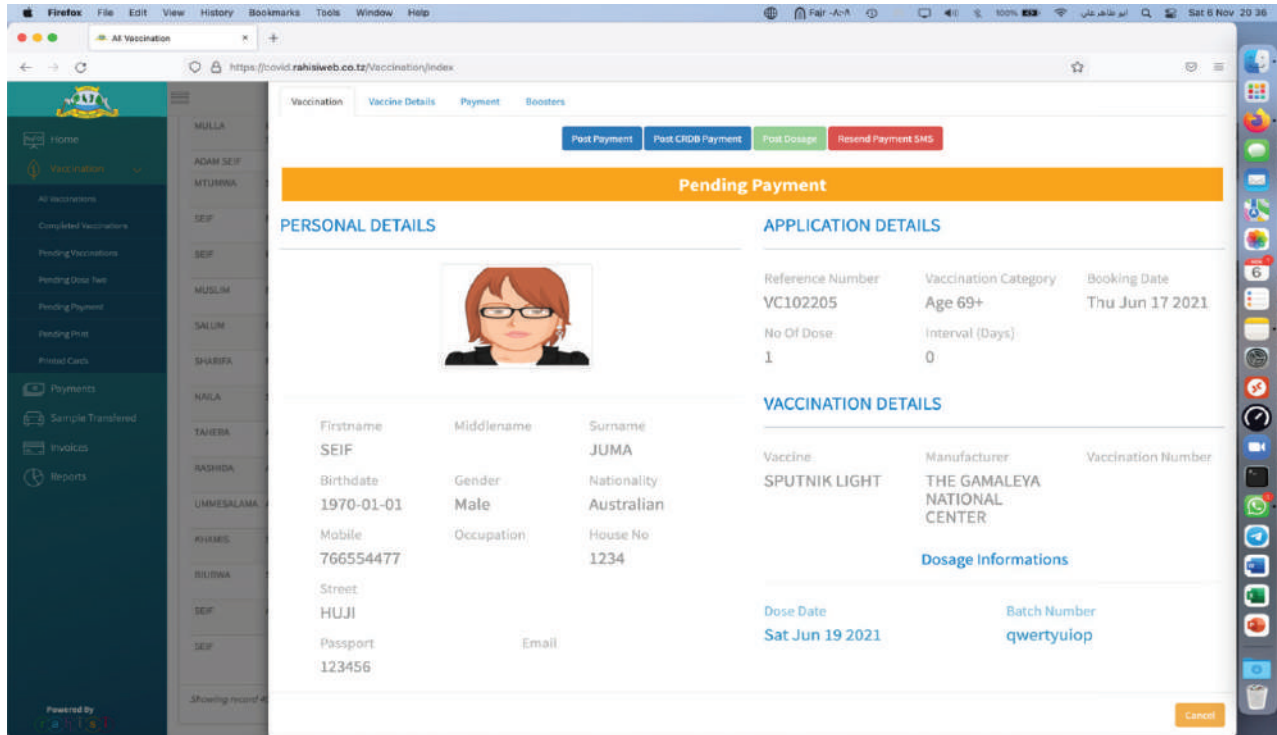 Firefox File Edit View History Bookmarks Tools Window Help
100% Sat 6 Nov 20 36
All Vaccination
https://covid.rahisiweb.co.tz/Vaccination/index
Vaccination Vaccine Details Payment Boosters
Post Payment Post CRDB Payment Post Dosage Resend Payment SMS
Pending Payment
Home
Vaccination
All Vaccinations
Completed Vaccinations
Pending Vaccinations
Pending Dose Two
Pending Payment
Pending Print
Printed Cards
Payments
Sample Transfered
Invoices
Reports
Powered By
MULLA
ADAM SEIF
MTUMWA
SEIF
SEIF
MUSLIM
SALUM
SHARIFA
NAILA
TAHERA
RASHIDA
UMMESALAMA
KHAMIS
SEIF
SEIF
Showing record
PERSONAL DETAILS
Firstname Middlename Surname
SEIF JUMA
Birthdate Gender Nationality
1970-01-01 Male Australian
Mobile Occupation House No
766554477 1234
Street
HUJI
Passport Email
123456
APPLICATION DETAILS
Reference Number Vaccination Category Booking Date
VC102205 Age 69+ Thu Jun 17 2021
No Of Dose Interval (Days)
1 0
VACCINATION DETAILS
Vaccine Manufacturer Vaccination Number
SPUTNIK LIGHT THE GAMALEYA
NATIONAL
CENTER
Dosage Informations
Dose Date Batch Number
Sat Jun 19 2021 qwertyuiop
Cancel
6